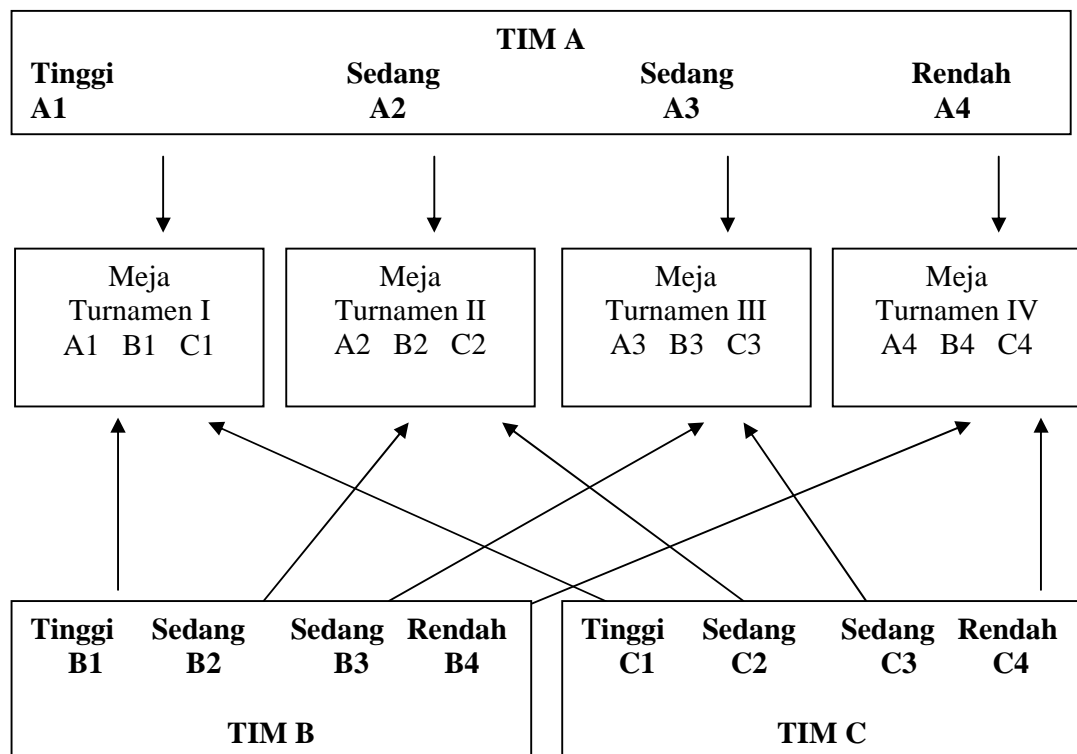 TIM A
Tinggi Sedang Sedang Rendah
A1 A2 A3 A4
Meja
Turnamen I
A1 B1 C1
Meja
Turnamen II
A2 B2 C2
Meja
Turnamen III
A3 B3 C3
Meja
Turnamen IV
A4 B4 C4
Tinggi Sedang Sedang Rendah
B1 B2 B3 B4
TIM B
Tinggi Sedang Sedang Rendah
C1 C2 C3 C4
TIM C